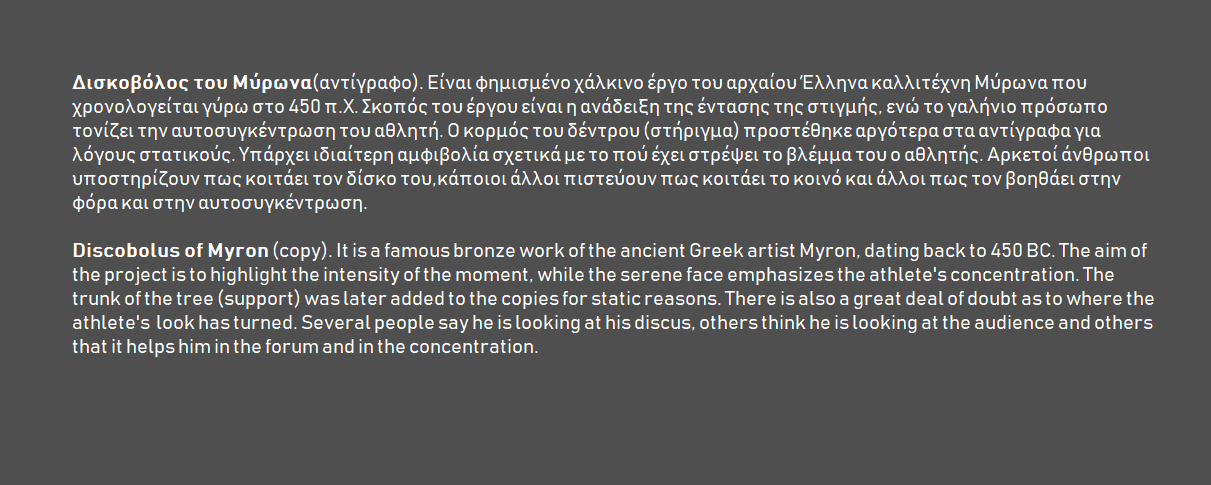 Δισκοβόλος του Μύρωνα(αντίγραφο). Είναι φημισμένο χάλκινο έργο του αρχαίου Έλληνα καλλιτέχνη Μύρωνα που
χρονολογείται γύρω στο 450 π.Χ. Σκοπός του έργου είναι η ανάδειξη της έντασης της στιγμής, ενώ το γαλήνιο πρόσωπο
τονίζει την αυτοσυγκέντρωση του αθλητή. Ο κορμός του δέντρου (στήριγμα) προστέθηκε αργότερα στα αντίγραφα για
λόγους στατικούς. Υπάρχει ιδιαίτερη αμφιβολία σχετικά με το πού έχει στρέψει το βλέμμα του ο αθλητής. Αρκετοί άνθρωποι
υποστηρίζουν πως κοιτάει τον δίσκο του,κάποιοι άλλοι πιστεύουν πως κοιτάει το κοινό και άλλοι πως τον βοηθάει στην
φόρα και στην αυτοσυγκέντρωση.
Discobolus of Myron (copy). It is a famous bronze work of the ancient Greek artist Myron, dating back to 450 BC. The aim of
the project is to highlight the intensity of the moment, while the serene face emphasizes the athlete's concentration. The
trunk of the tree (support) was later added to the copies for static reasons. There is also a great deal of doubt as to where the
athlete's look has turned. Several people say he is looking at his discus, others think he is looking at the audience and others
that it helps him in the forum and in the concentration.